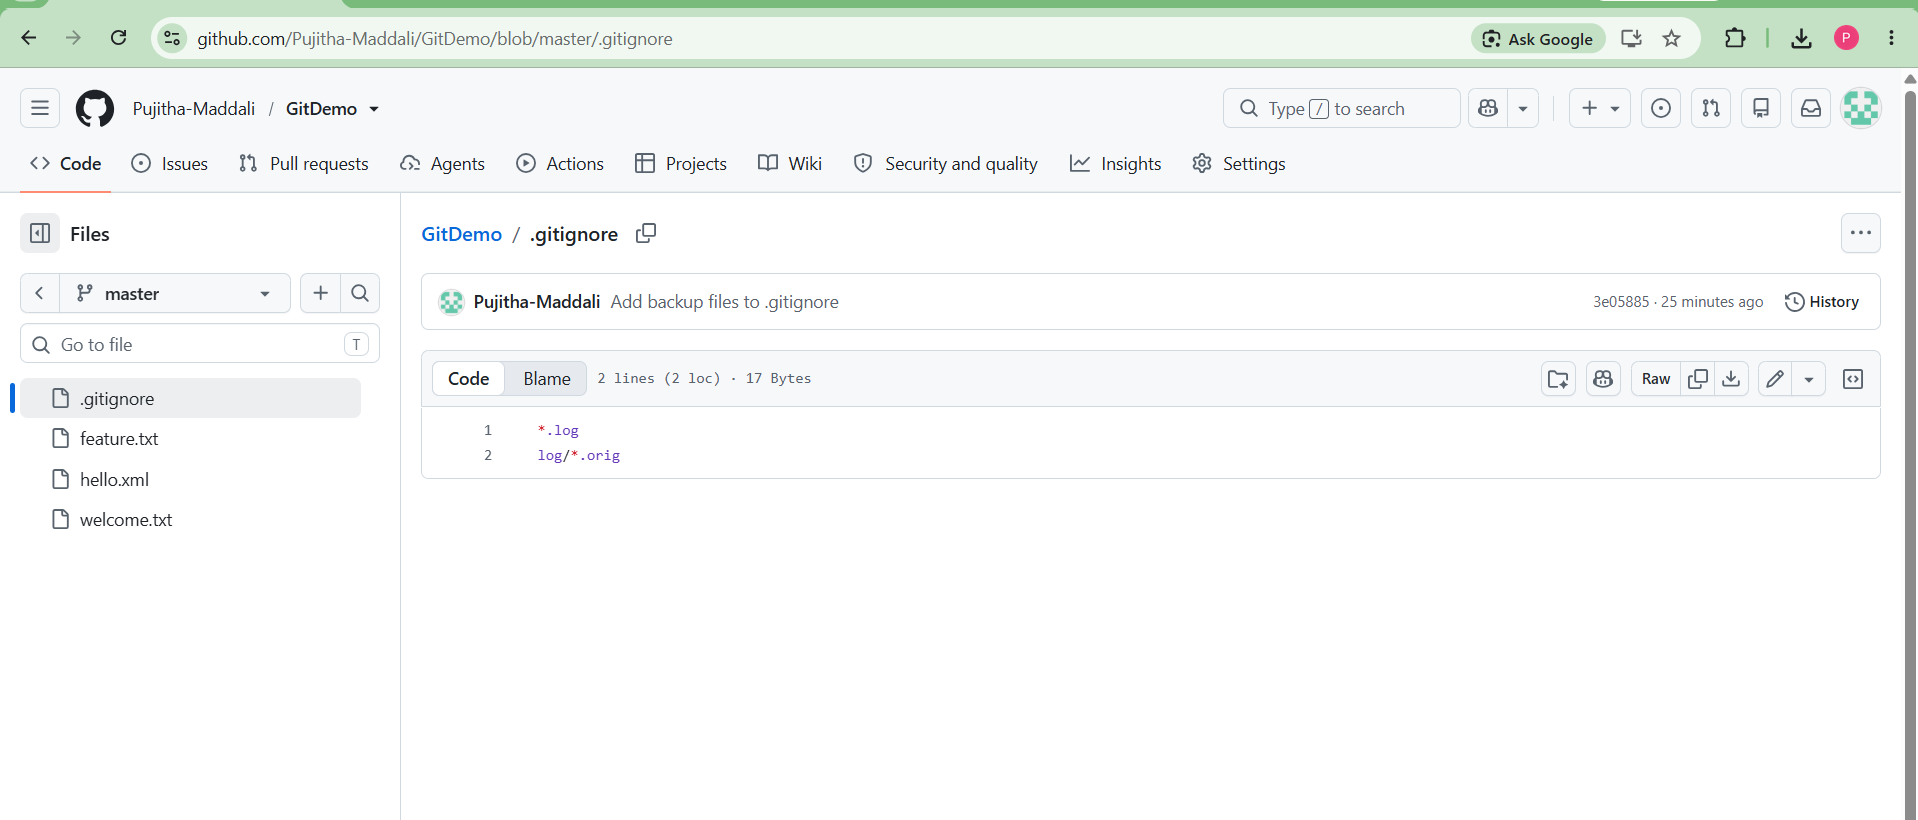 github.com/Pujitha-Maddali/GitDemo/blob/master/.gitignore
Ask Google
P
Pujitha-Maddali / GitDemo
Type / to search
Code
Issues
Pull requests
Agents
Actions
Projects
Wiki
Security and quality
Insights
Settings
Files
master
Go to file
T
.gitignore
feature.txt
hello.xml
welcome.txt
GitDemo / .gitignore
Pujitha-Maddali Add backup files to .gitignore
3e05885 · 25 minutes ago
History
Code
Blame
2 lines (2 loc) · 17 Bytes
Raw
1 *.log
2 log/*.orig